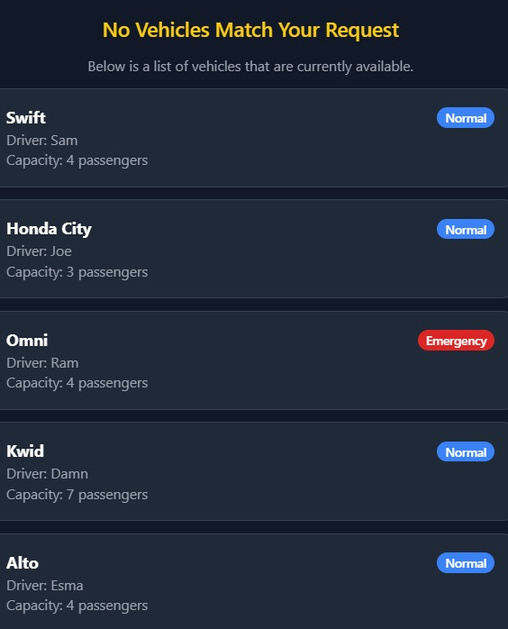 No Vehicles Match Your Request
Below is a list of vehicles that are currently available.
Swift
Normal
Driver: Sam
Capacity: 4 passengers
Honda City
Normal
Driver: Joe
Capacity: 3 passengers
Omni
Emergency
Driver: Ram
Capacity: 4 passengers
Kwid
Normal
Driver: Damn
Capacity: 7 passengers
Alto
Normal
Driver: Esma
Capacity: 4 passengers